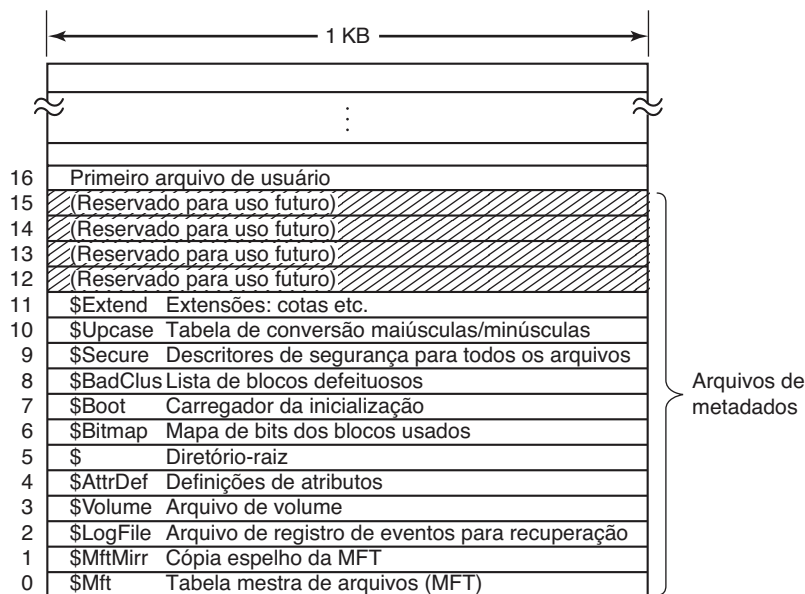 1 KB
16 Primeiro arquivo de usuário
15 (Reservado para uso futuro)
14 (Reservado para uso futuro)
13 (Reservado para uso futuro)
12 (Reservado para uso futuro)
11 $Extend Extensões: cotas etc.
10 $Upcase Tabela de conversão maiúsculas/minúsculas
9 $Secure Descritores de segurança para todos os arquivos
8 $BadClus Lista de blocos defeituosos
7 $Boot Carregador da inicialização
6 $Bitmap Mapa de bits dos blocos usados
5 $ Diretório-raiz
4 $AttrDef Definições de atributos
3 $Volume Arquivo de volume
2 $LogFile Arquivo de registro de eventos para recuperação
1 $MftMirr Cópia espelho da MFT
0 $Mft Tabela mestra de arquivos (MFT)
Arquivos de
metadados